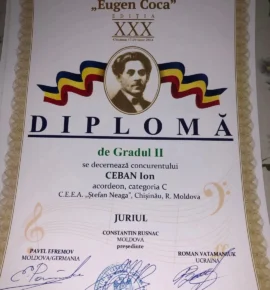 „Eugen Coca”
EDIȚIA
XXX
DIPLOMĂ
de Gradul II
se decernează concurentului
CEBAN Ion
acordeon, categoria C
C.E.E.A. „Ștefan Neaga”, Chișinău, R. Moldova
JURIUL
CONSTANTIN RUSNAC
MOLDOVA
președinte
PAVEL EFREMOV
MOLDOVA/GERMANIA
ROMAN VATAMANIUK
UCRAINA